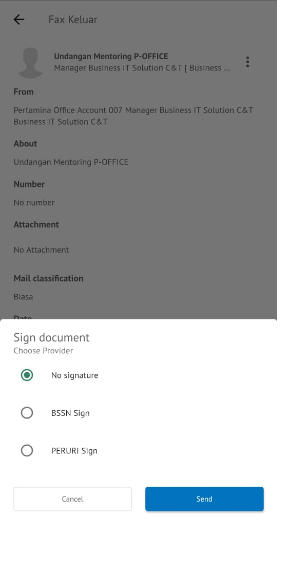 Fax Keluar
Undangan Mentoring P-OFFICE
Manager Business IT Solution C&T [ Business ...
From
Pertamina Office Account 007 Manager Business IT Solution C&T
Business IT Solution C&T
About
Undangan Mentoring P-OFFICE
Number
No number
Attachment
No Attachment
Mail classification
Biasa
Date
Sign document
Choose Provider
No signature
BSSN Sign
PERURI Sign
Cancel
Send